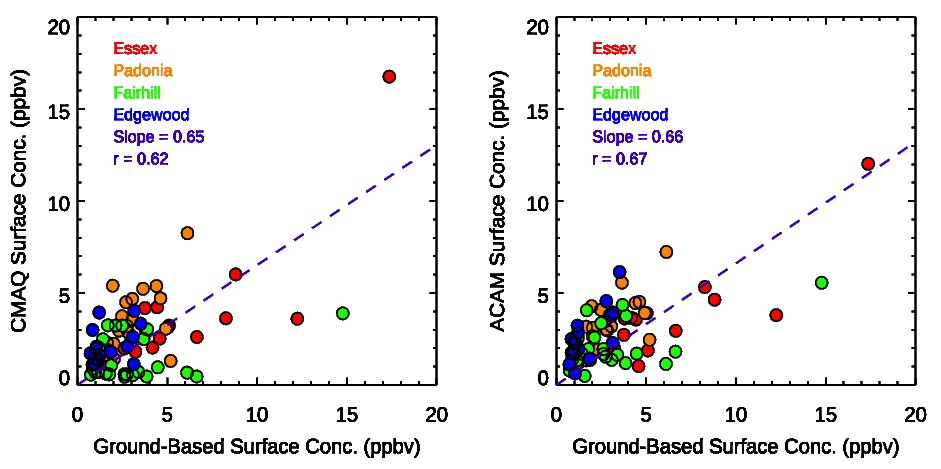 20
15
10
5
0
CMAQ Surface Conc. (ppbv)
Essex
Padonia
Fairhill
Edgewood
Slope = 0.65
r = 0.62
0 5 10 15 20
Ground-Based Surface Conc. (ppbv)
20
15
10
5
0
ACAM Surface Conc. (ppbv)
Essex
Padonia
Fairhill
Edgewood
Slope = 0.66
r = 0.67
0 5 10 15 20
Ground-Based Surface Conc. (ppbv)